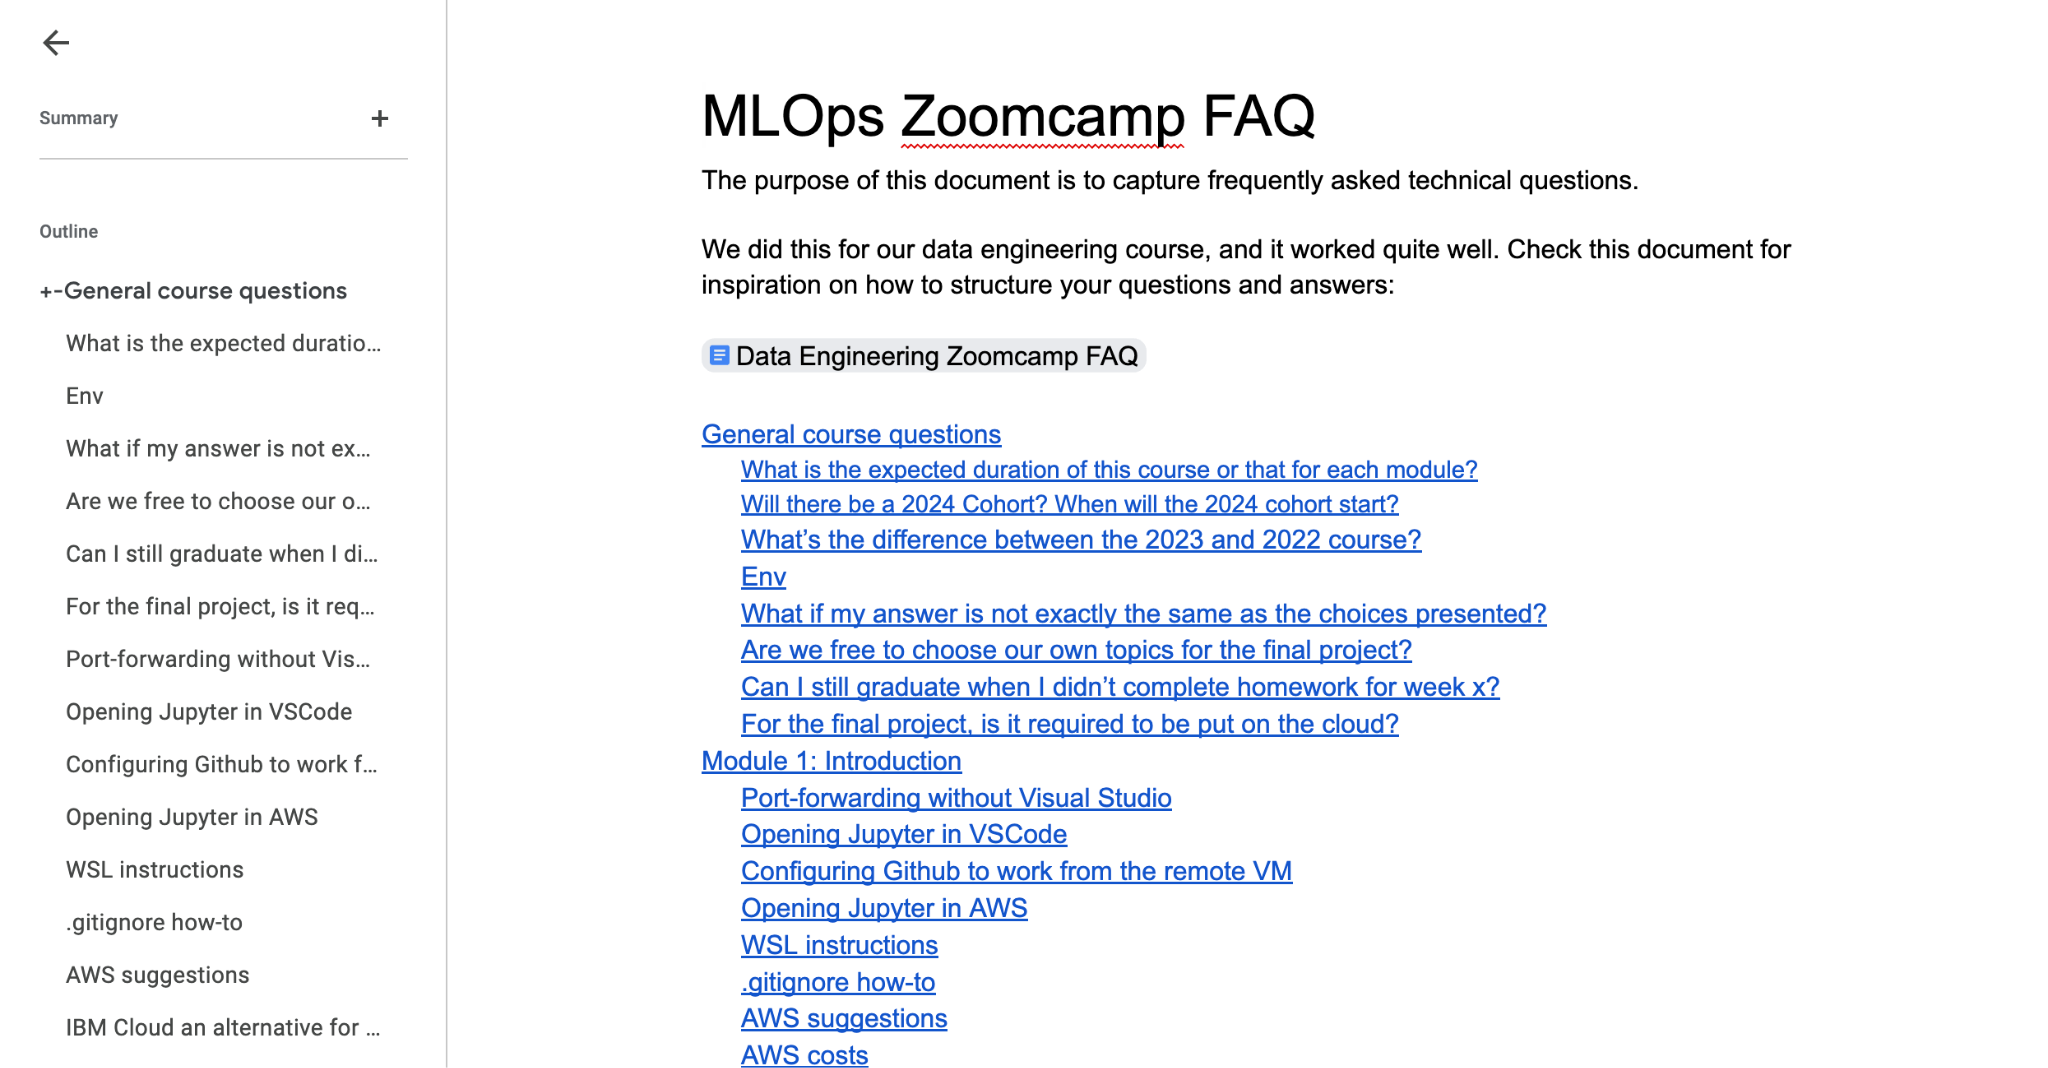 Summary
+
Outline
+-General course questions
What is the expected duratio...
Env
What if my answer is not ex...
Are we free to choose our o...
Can I still graduate when I di...
For the final project, is it req...
Port-forwarding without Vis...
Opening Jupyter in VSCode
Configuring Github to work f...
Opening Jupyter in AWS
WSL instructions
.gitignore how-to
AWS suggestions
IBM Cloud an alternative for ...
MLOps Zoomcamp FAQ
The purpose of this document is to capture frequently asked technical questions.
We did this for our data engineering course, and it worked quite well. Check this document for
inspiration on how to structure your questions and answers:
Data Engineering Zoomcamp FAQ
General course questions
What is the expected duration of this course or that for each module?
Will there be a 2024 Cohort? When will the 2024 cohort start?
What’s the difference between the 2023 and 2022 course?
Env
What if my answer is not exactly the same as the choices presented?
Are we free to choose our own topics for the final project?
Can I still graduate when I didn’t complete homework for week x?
For the final project, is it required to be put on the cloud?
Module 1: Introduction
Port-forwarding without Visual Studio
Opening Jupyter in VSCode
Configuring Github to work from the remote VM
Opening Jupyter in AWS
WSL instructions
.gitignore how-to
AWS suggestions
AWS costs